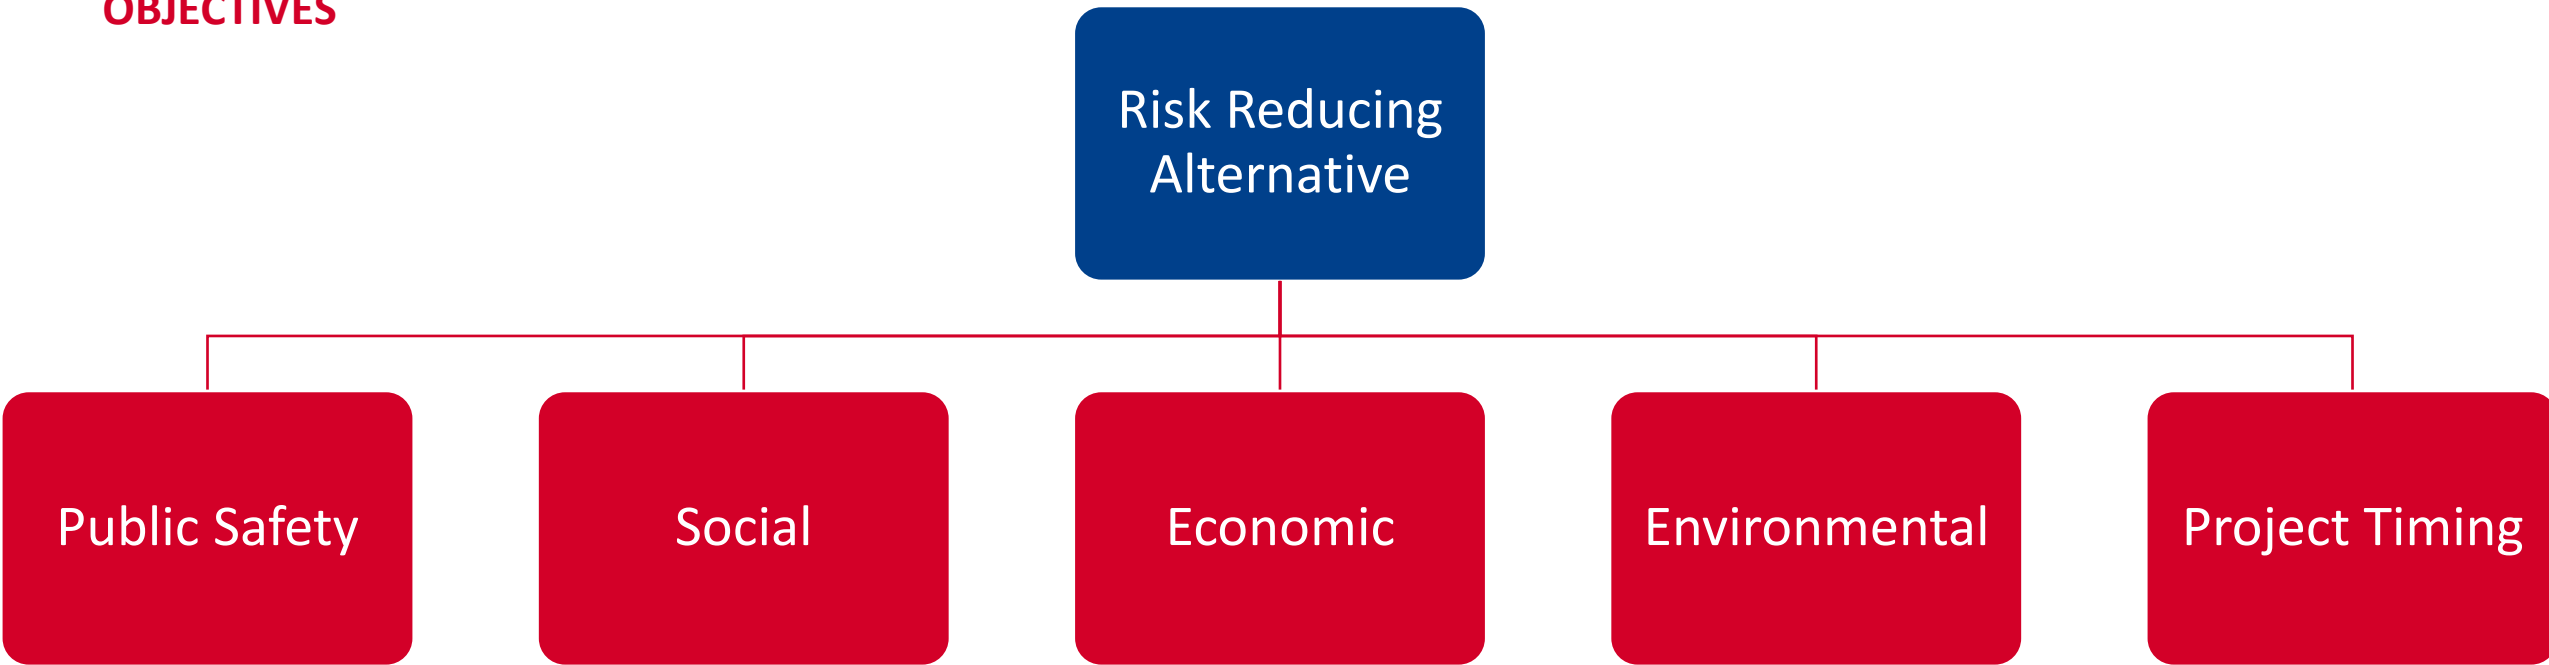 OBJECTIVES
Risk Reducing
Alternative
Public Safety
Social
Economic
Environmental
Project Timing